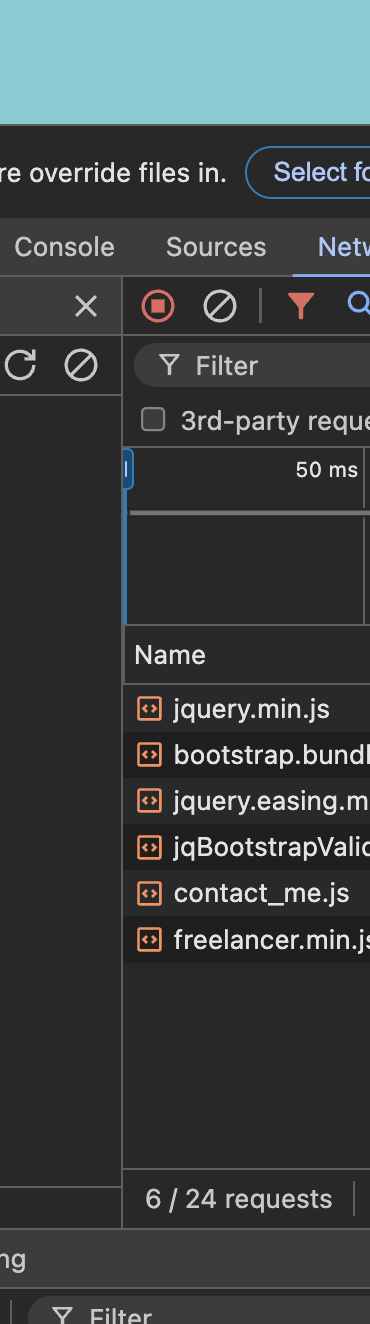 re override files in. Select fo
Console Sources Netw
Filter
3rd-party reque
50 ms
Name
jquery.min.js
bootstrap.bundl
jquery.easing.m
jqBootstrapValid
contact_me.js
freelancer.min.js
6 / 24 requests
ng
Filter